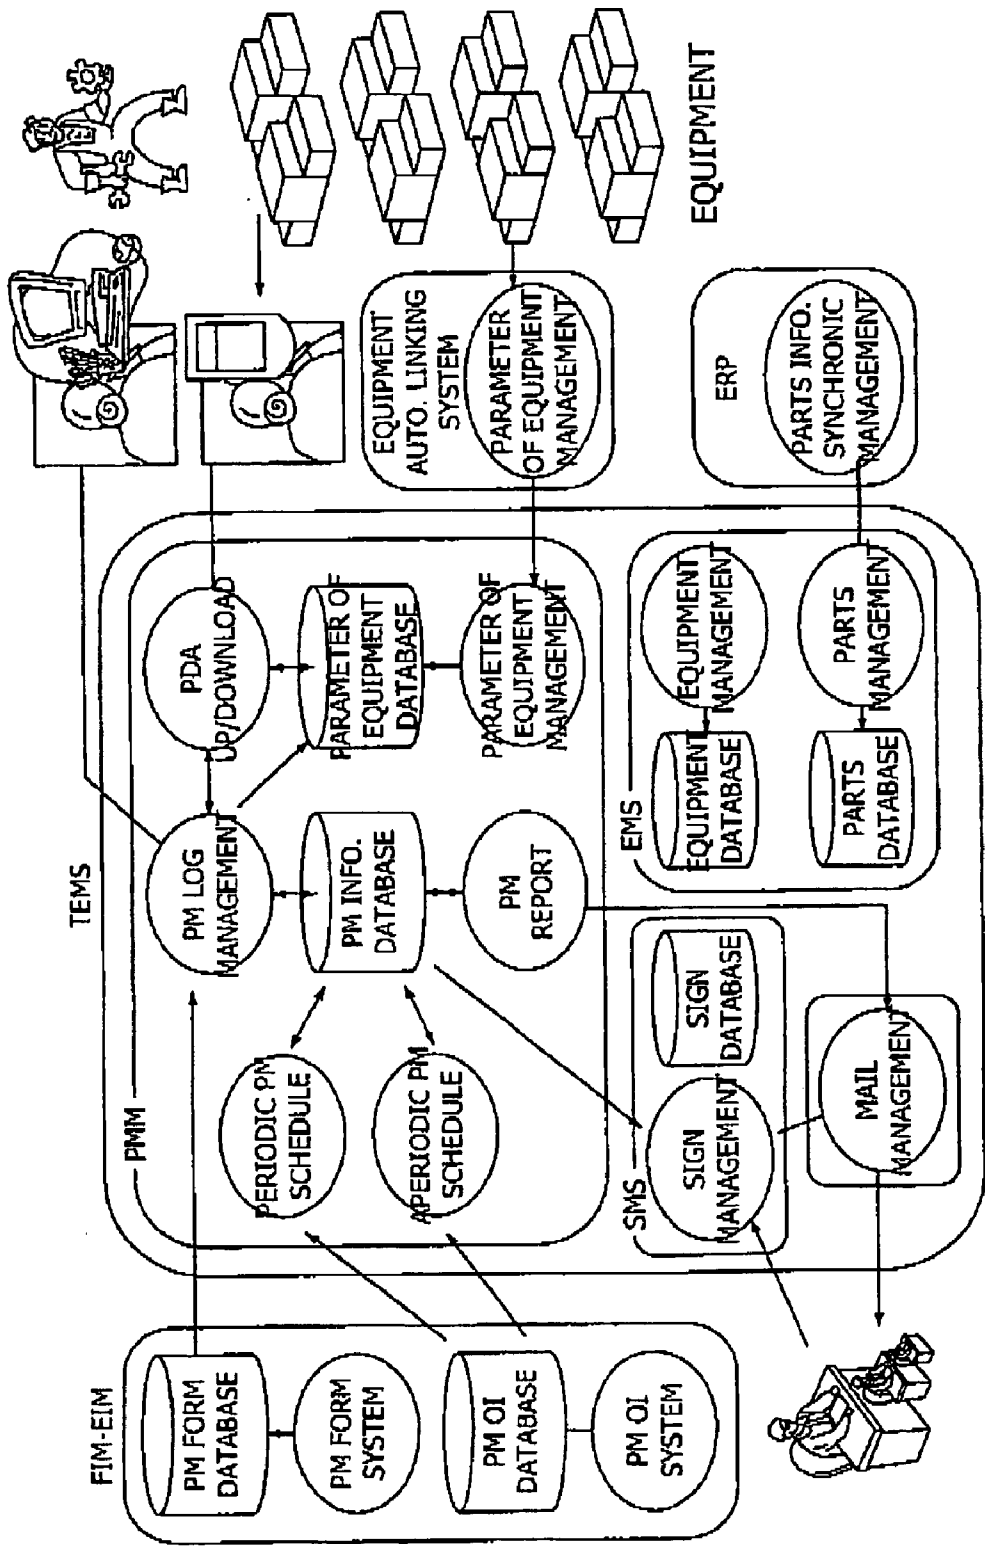 FIM-EIM
PM FORM
DATABASE
PM FORM
SYSTEM
PM OI
DATABASE
PM OI
SYSTEM
TEMS
PMM
PERIODIC PM
SCHEDULE
APERIODIC PM
SCHEDULE
PM LOG
MANAGEMENT
PM INFO.
DATABASE
PM
REPORT
PDA
UP/DOWNLOAD
PARAMETER OF
EQUIPMENT
DATABASE
PARAMETER OF
EQUIPMENT
MANAGEMENT
SMS
SIGN
MANAGEMENT
SIGN
DATABASE
MAIL
MANAGEMENT
EMS
EQUIPMENT
DATABASE
EQUIPMENT
MANAGEMENT
PARTS
DATABASE
PARTS
MANAGEMENT
EQUIPMENT
AUTO. LINKING
SYSTEM
PARAMETER
OF EQUIPMENT
MANAGEMENT
ERP
PARTS INFO.
SYNCHRONIC
MANAGEMENT
EQUIPMENT